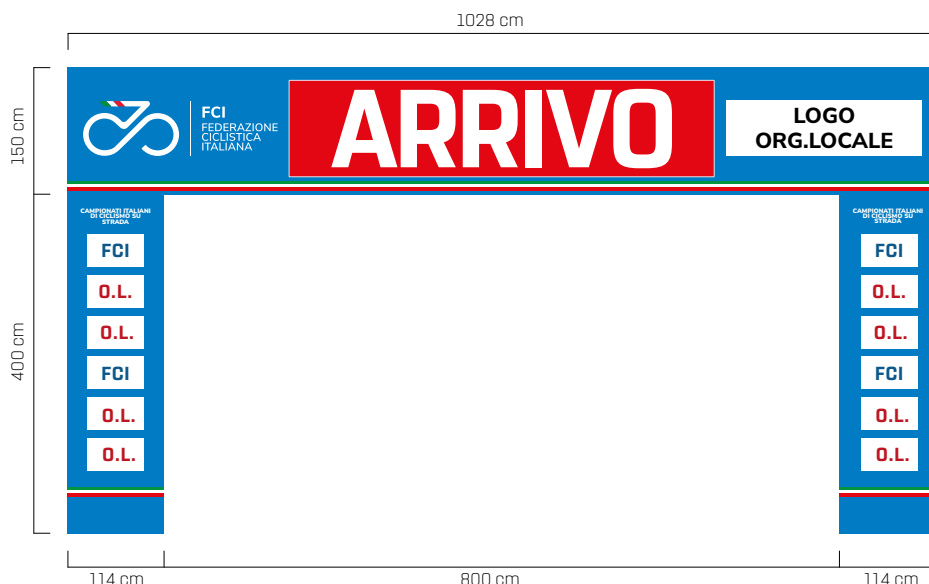 1028 cm
150 cm
FCI
FEDERAZIONE
CICLISTICA
ITALIANA
ARRIVO
LOGO
ORG.LOCALE
400 cm
CAMPIONATI ITALIANI
DI CICLISMO SU
STRADA
FCI
O.L.
O.L.
FCI
O.L.
O.L.
CAMPIONATI ITALIANI
DI CICLISMO SU
STRADA
FCI
O.L.
O.L.
FCI
O.L.
O.L.
114 cm
800 cm
114 cm